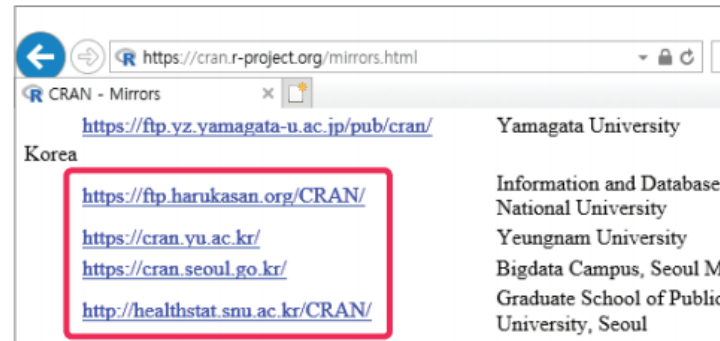 https://cran.r-project.org/mirrors.html
CRAN - Mirrors
https://ftp.yz.yamagata-u.ac.jp/pub/cran/ Yamagata University
Korea
https://ftp.harukasan.org/CRAN/ Information and Database
National University
https://cran.yu.ac.kr/ Yeungnam University
https://cran.seoul.go.kr/ Bigdata Campus, Seoul M
http://healthstat.snu.ac.kr/CRAN/ Graduate School of Public
University, Seoul